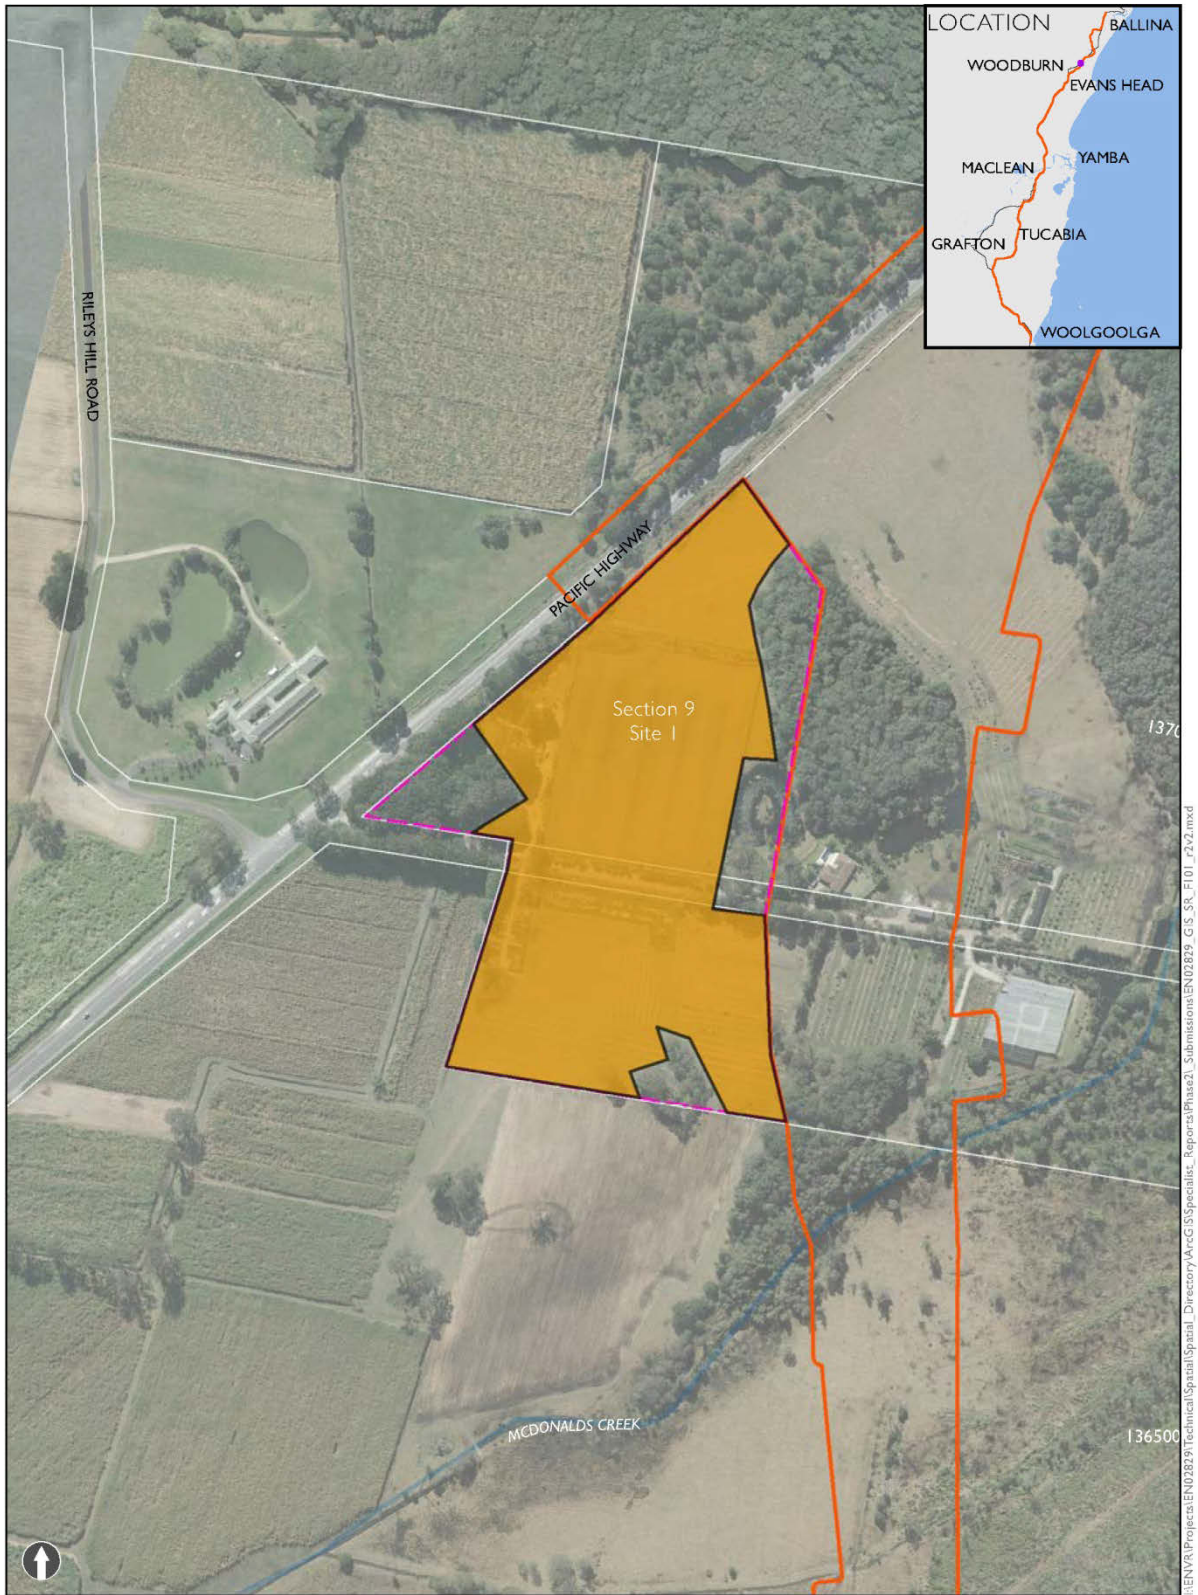 LOCATION
BALLINA
WOODBURN
EVANS HEAD
YAMBA
MACLEAN
TUCABIA
GRAFTON
WOOLGOOLGA
RILEYS HILL ROAD
PACIFIC HIGHWAY
Section 9
Site 1
1370
MCDONALDS CREEK
136500
ENVR\Projects\EN02829\Technical\Spatial_Directory\ArcGIS\Specialist_Reports\Phase2\_Submissions\EN02829_GIS_SR_F101_r2v2.mxd